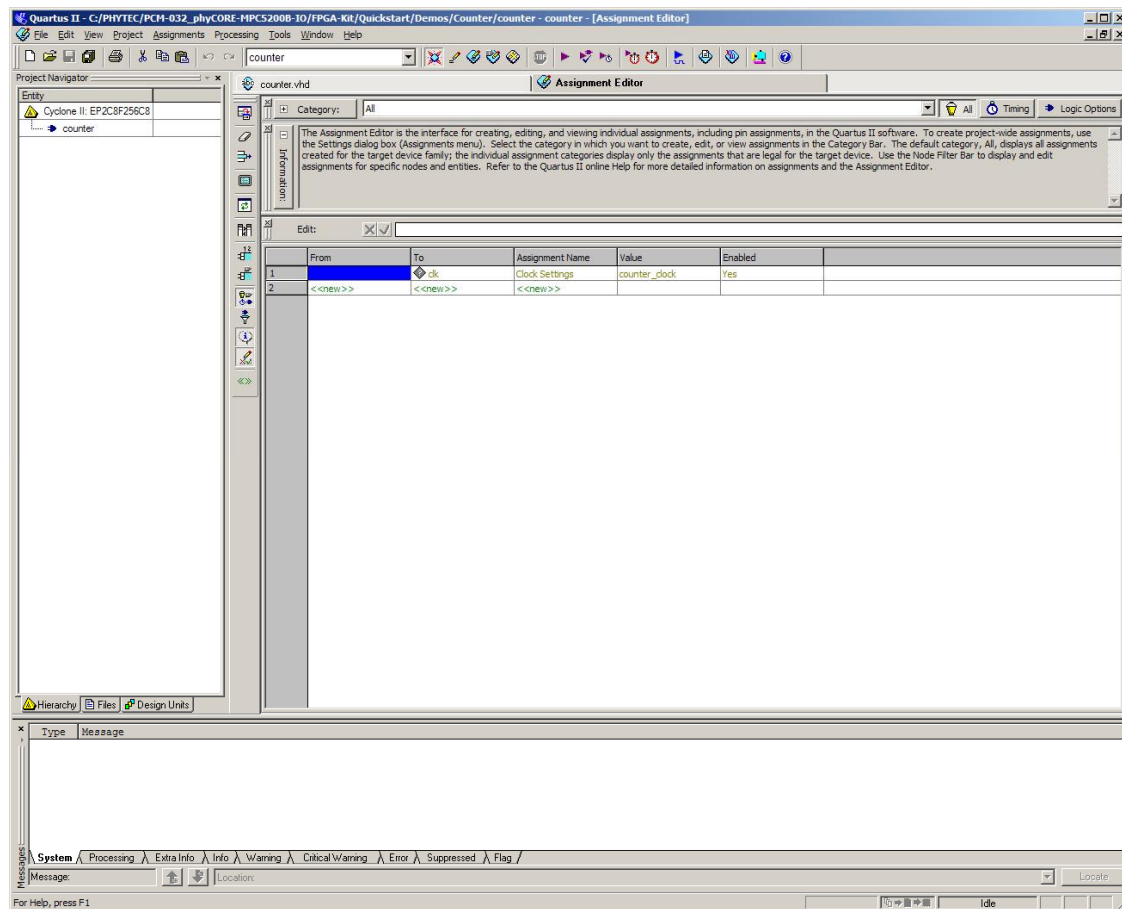 Quartus II - C:/PHYTEC/PCM-032_phyCORE-MPC5200B-IO/FPGA-Kit/Quickstart/Demos/Counter/counter - counter - [Assignment Editor]
File Edit View Project Assignments Processing Tools Window Help
counter
Project Navigator
Entity
Cyclone II: EP2C8F256C8
counter
Hierarchy Files Design Units
counter.vhd Assignment Editor
Category: All All Timing Logic Options
Information:
The Assignment Editor is the interface for creating, editing, and viewing individual assignments, including pin assignments, in the Quartus II software. To create project-wide assignments, use
the Settings dialog box (Assignments menu). Select the category in which you want to create, edit, or view assignments in the Category Bar. The default category, All, displays all assignments
created for the target device family; the individual assignment categories display only the assignments that are legal for the target device. Use the Node Filter Bar to display and edit
assignments for specific nodes and entities. Refer to the Quartus II online Help for more detailed information on assignments and the Assignment Editor.
Edit:
From To Assignment Name Value Enabled
1 clk Clock Settings counter_clock Yes
2 <<new>> <<new>> <<new>>
Type Message
Messages
System Processing Extra Info Info Warning Critical Warning Error Suppressed Flag
Message: Location: Locate
For Help, press F1 Idle